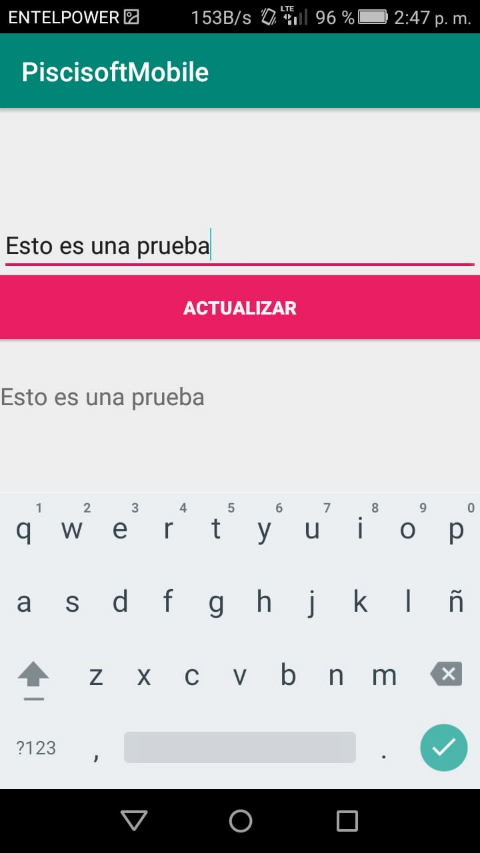 ENTELPOWER 153B/s LTE 96 % 2:47 p. m.
PiscisoftMobile
Esto es una prueba
ACTUALIZAR
Esto es una prueba
1 2 3 4 5 6 7 8 9 0
q w e r t y u i o p
a s d f g h j k l ñ
z x c v b n m
?123 , .